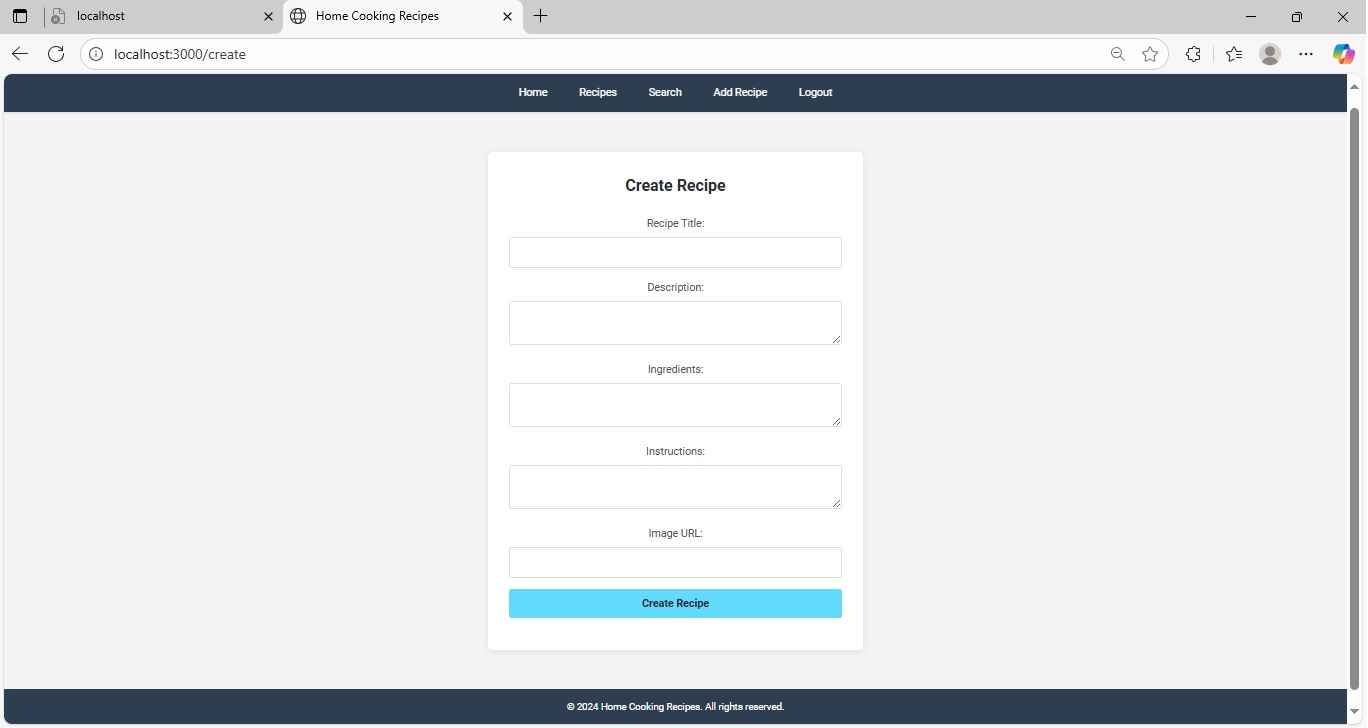 localhost
Home Cooking Recipes
localhost:3000/create
Home Recipes Search Add Recipe Logout
Create Recipe
Recipe Title:
Description:
Ingredients:
Instructions:
Image URL:
Create Recipe
© 2024 Home Cooking Recipes. All rights reserved.